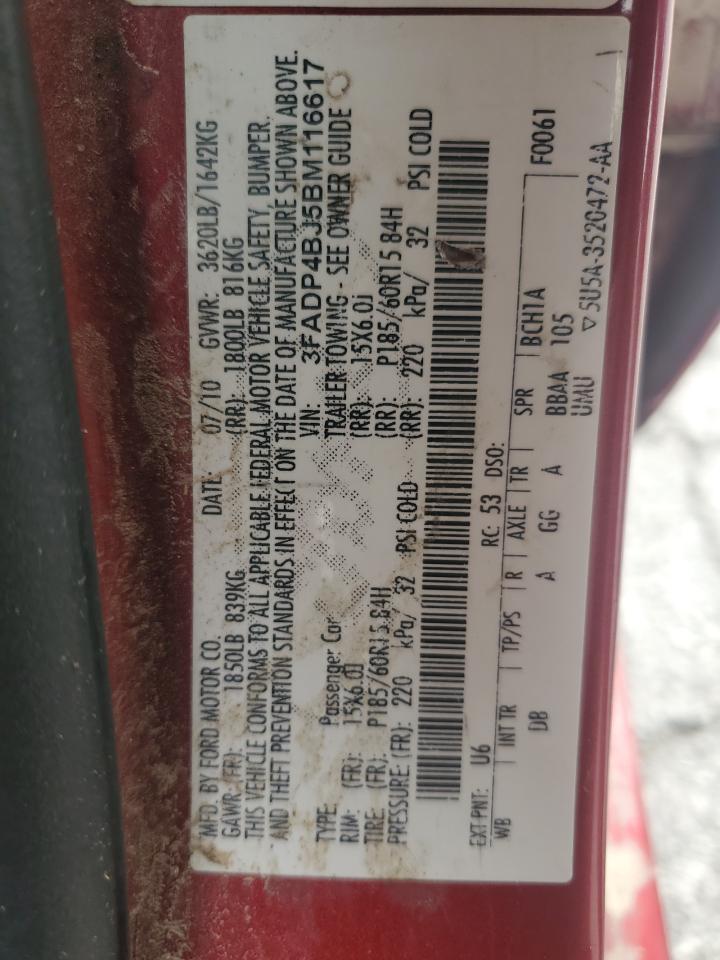 MFD. BY FORD MOTOR CO. DATE: 07/10 GVWR: 3620LB/1642KG
GAWR: (FR): 1850LB 839KG (RR): 1800LB 816KG
THIS VEHICLE CONFORMS TO ALL APPLICABLE FEDERAL MOTOR VEHICLE SAFETY, BUMPER,
AND THEFT PREVENTION STANDARDS IN EFFECT ON THE DATE OF MANUFACTURE SHOWN ABOVE.
VIN: 3FADP4BJ5BM116617
TYPE: Passenger Car TRAILER TOWING - SEE OWNER GUIDE
RIM: (FR): 15X6.0J (RR): 15X6.0J
TIRE: (FR): P185/60R15 84H (RR): P185/60R15 84H
PRESSURE: (FR): 220 kPa/ 32 PSI COLD (RR): 220 kPa/ 32 PSI COLD
EXT PNT: U6 RC: 53 DSO: F0061
WB INT TR TP/PS R AXLE TR SPR BCH1A
DB A GG A BBAA 105
UMU
▽5U5A-3520472-AA